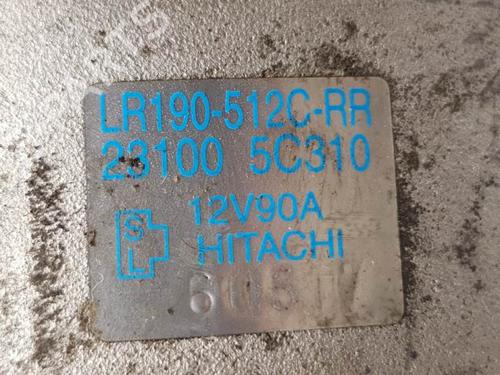 LR190-512C-RR
23100 5C310
12V90A
S
L
HITACHI